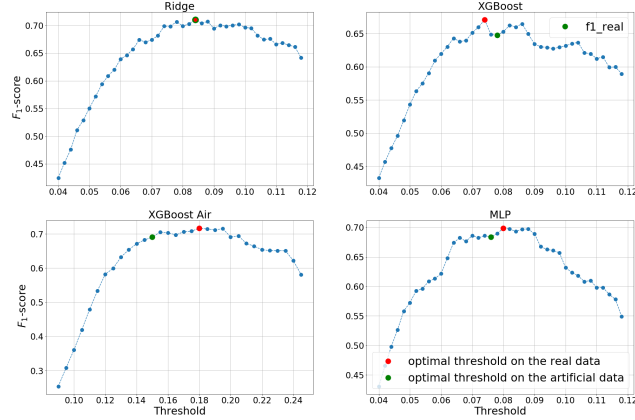 Ridge
F1-score
0.70
0.65
0.60
0.55
0.50
0.45
0.04 0.05 0.06 0.07 0.08 0.09 0.10 0.11 0.12
XGBoost
f1_real
0.65
0.60
0.55
0.50
0.45
0.04 0.05 0.06 0.07 0.08 0.09 0.10 0.11 0.12
XGBoost Air
F1-score
0.7
0.6
0.5
0.4
0.3
0.10 0.12 0.14 0.16 0.18 0.20 0.22 0.24
Threshold
MLP
0.70
0.65
0.60
0.55
0.50
0.45
optimal threshold on the real data
optimal threshold on the artificial data
0.04 0.05 0.06 0.07 0.08 0.09 0.10 0.11 0.12
Threshold